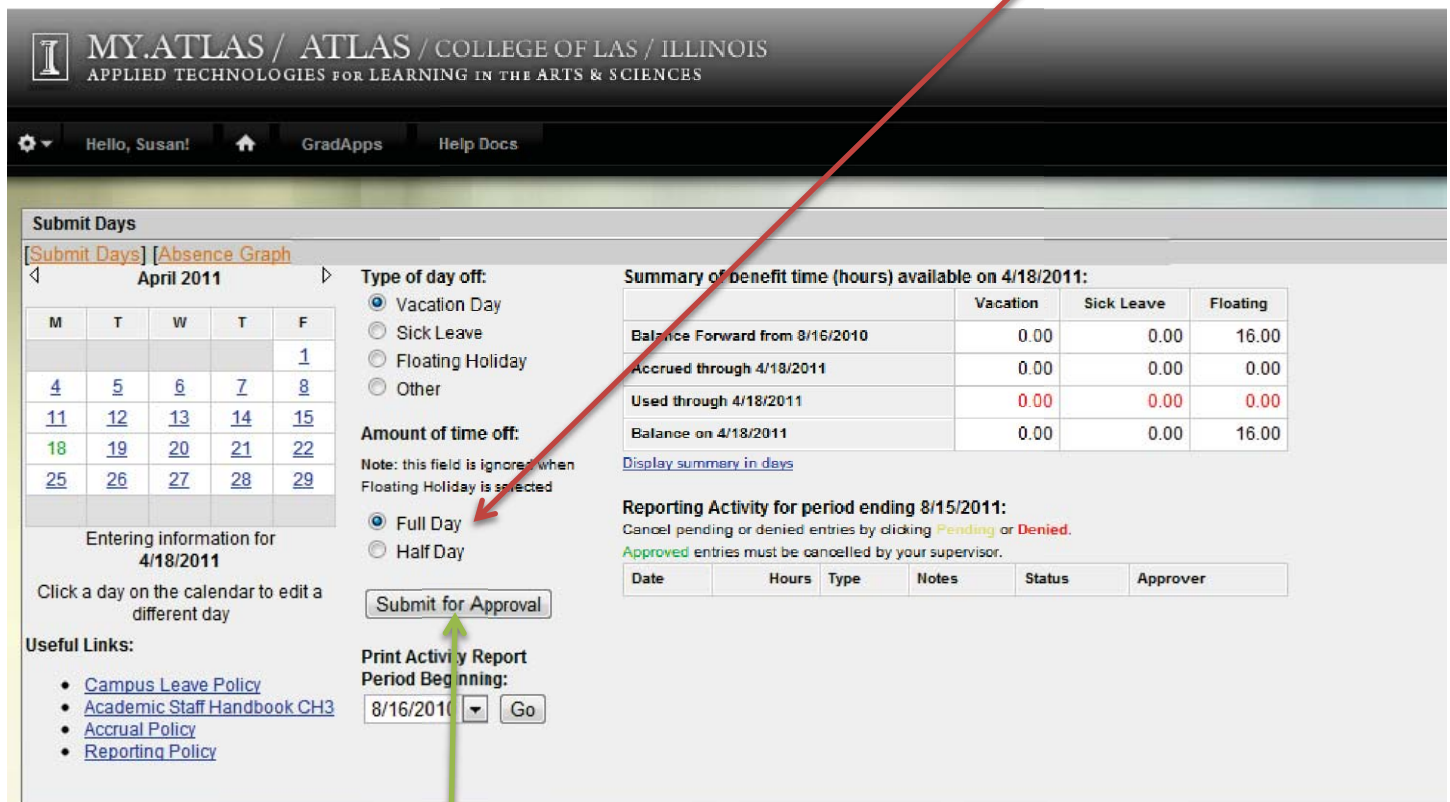 MY.ATLAS / ATLAS / COLLEGE OF LAS / ILLINOIS
APPLIED TECHNOLOGIES FOR LEARNING IN THE ARTS & SCIENCES
Hello, Susan! GradApps Help Docs
Submit Days
[Submit Days] [Absence Graph
April 2011
M T W T F
1
4 5 6 7 8
11 12 13 14 15
18 19 20 21 22
25 26 27 28 29
Entering information for
4/18/2011
Click a day on the calendar to edit a
different day
Useful Links:
Campus Leave Policy
Academic Staff Handbook CH3
Accrual Policy
Reporting Policy
Type of day off:
Vacation Day
Sick Leave
Floating Holiday
Other
Amount of time off:
Note: this field is ignored when
Floating Holiday is selected
Full Day
Half Day
Submit for Approval
Print Activity Report
Period Beginning:
8/16/2010 Go
Summary of benefit time (hours) available on 4/18/2011:
Vacation Sick Leave Floating
Balance Forward from 8/16/2010 0.00 0.00 16.00
Accrued through 4/18/2011 0.00 0.00 0.00
Used through 4/18/2011 0.00 0.00 0.00
Balance on 4/18/2011 0.00 0.00 16.00
Display summary in days
Reporting Activity for period ending 8/15/2011:
Cancel pending or denied entries by clicking Pending or Denied.
Approved entries must be cancelled by your supervisor.
Date Hours Type Notes Status Approver